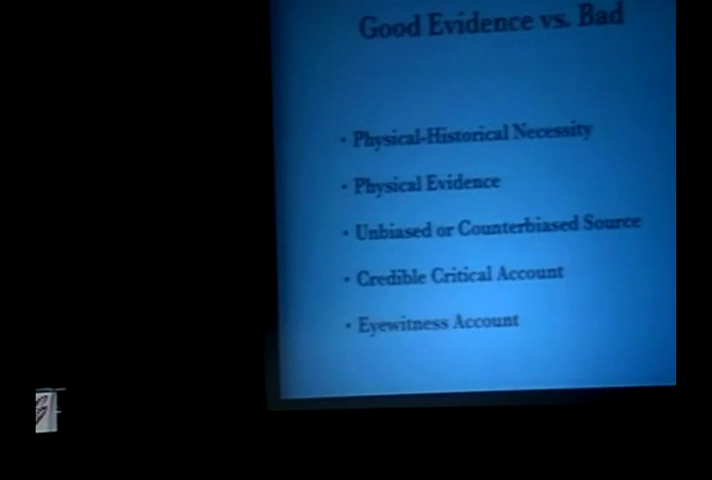 Good Evidence vs. Bad
• Physical-Historical Necessity
• Physical Evidence
• Unbiased or Counterbiased Source
• Credible Critical Account
• Eyewitness Account